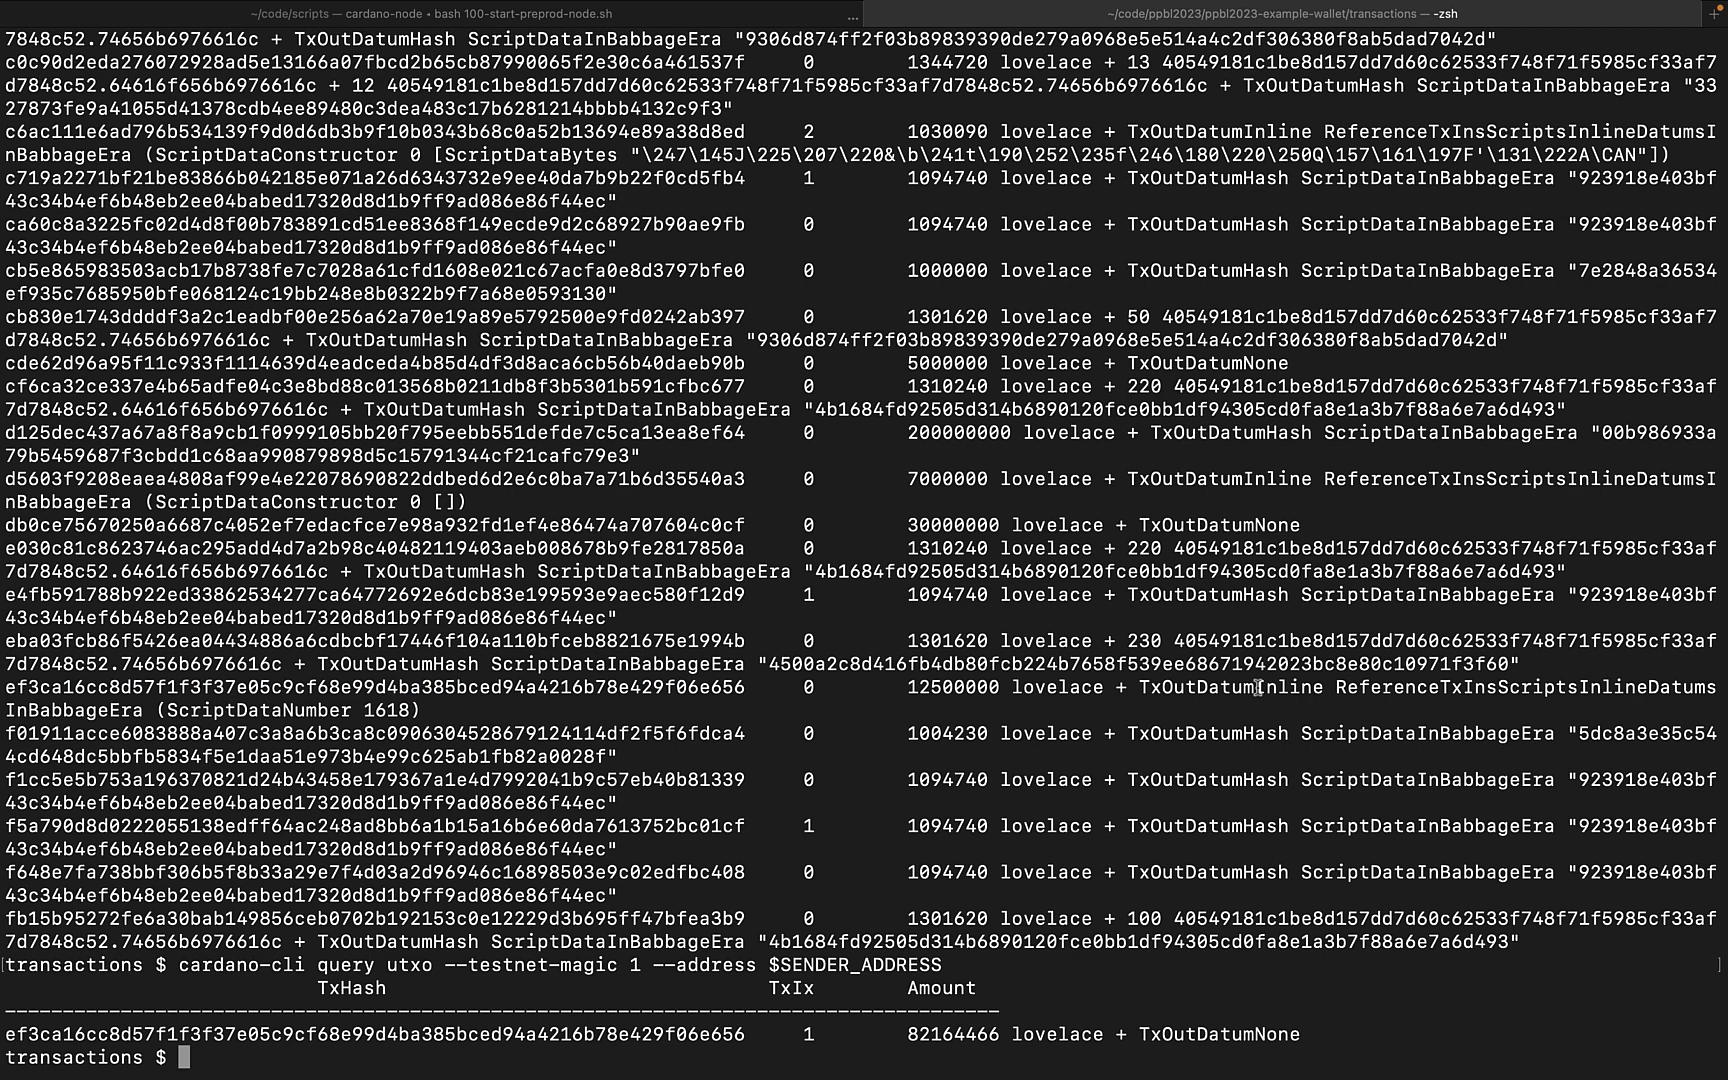 ~/code/scripts — cardano-node • bash 100-start-preprod-node.sh ... ~/code/ppbl2023/ppbl2023-example-wallet/transactions — -zsh +
7848c52.74656b6976616c + TxOutDatumHash ScriptDataInBabbageEra "9306d874ff2f03b89839390de279a0968e5e514a4c2df306380f8ab5dad7042d"
c0c90d2eda276072928ad5e13166a07fbcd2b65cb87990065f2e30c6a461537f 0 1344720 lovelace + 13 40549181c1be8d157dd7d60c62533f748f71f5985cf33af7
d7848c52.64616f656b6976616c + 12 40549181c1be8d157dd7d60c62533f748f71f5985cf33af7d7848c52.74656b6976616c + TxOutDatumHash ScriptDataInBabbageEra "33
27873fe9a41055d41378cdb4ee89480c3dea483c17b6281214bbbb4132c9f3"
c6ac111e6ad796b534139f9d0d6db3b9f10b0343b68c0a52b13694e89a38d8ed 2 1030090 lovelace + TxOutDatumInline ReferenceTxInsScriptsInlineDatumsI
nBabbageEra (ScriptDataConstructor 0 [ScriptDataBytes "\247\145J\225\207\220&\b\241t\190\252\235f\246\180\220\250Q\157\161\197F'\131\222A\CAN"])
c719a2271bf21be83866b042185e071a26d6343732e9ee40da7b9b22f0cd5fb4 1 1094740 lovelace + TxOutDatumHash ScriptDataInBabbageEra "923918e403bf
43c34b4ef6b48eb2ee04babed17320d8d1b9ff9ad086e86f44ec"
ca60c8a3225fc02d4d8f00b783891cd51ee8368f149ecde9d2c68927b90ae9fb 0 1094740 lovelace + TxOutDatumHash ScriptDataInBabbageEra "923918e403bf
43c34b4ef6b48eb2ee04babed17320d8d1b9ff9ad086e86f44ec"
cb5e865983503acb17b8738fe7c7028a61cfd1608e021c67acfa0e8d3797bfe0 0 1000000 lovelace + TxOutDatumHash ScriptDataInBabbageEra "7e2848a36534
ef935c7685950bfe068124c19bb248e8b0322b9f7a68e0593130"
cb830e1743ddddf3a2c1eadbf00e256a62a70e19a89e5792500e9fd0242ab397 0 1301620 lovelace + 50 40549181c1be8d157dd7d60c62533f748f71f5985cf33af7
d7848c52.74656b6976616c + TxOutDatumHash ScriptDataInBabbageEra "9306d874ff2f03b89839390de279a0968e5e514a4c2df306380f8ab5dad7042d"
cde62d96a95f11c933f1114639d4eadceda4b85d4df3d8aca6cb56b40daeb90b 0 5000000 lovelace + TxOutDatumNone
cf6ca32ce337e4b65adfe04c3e8bd88c013568b0211db8f3b5301b591cfbc677 0 1310240 lovelace + 220 40549181c1be8d157dd7d60c62533f748f71f5985cf33af
7d7848c52.64616f656b6976616c + TxOutDatumHash ScriptDataInBabbageEra "4b1684fd92505d314b6890120fce0bb1df94305cd0fa8e1a3b7f88a6e7a6d493"
d125dec437a67a8f8a9cb1f0999105bb20f795eebb551defde7c5ca13ea8ef64 0 200000000 lovelace + TxOutDatumHash ScriptDataInBabbageEra "00b986933a
79b5459687f3cbdd1c68aa990879898d5c15791344cf21cafc79e3"
d5603f9208eaea4808af99e4e22078690822ddbed6d2e6c0ba7a71b6d35540a3 0 7000000 lovelace + TxOutDatumInline ReferenceTxInsScriptsInlineDatumsI
nBabbageEra (ScriptDataConstructor 0 [])
db0ce75670250a6687c4052ef7edacfce7e98a932fd1ef4e86474a707604c0cf 0 30000000 lovelace + TxOutDatumNone
e030c81c8623746ac295add4d7a2b98c40482119403aeb008678b9fe2817850a 0 1310240 lovelace + 220 40549181c1be8d157dd7d60c62533f748f71f5985cf33af
7d7848c52.64616f656b6976616c + TxOutDatumHash ScriptDataInBabbageEra "4b1684fd92505d314b6890120fce0bb1df94305cd0fa8e1a3b7f88a6e7a6d493"
e4fb591788b922ed33862534277ca64772692e6dcb83e199593e9aec580f12d9 1 1094740 lovelace + TxOutDatumHash ScriptDataInBabbageEra "923918e403bf
43c34b4ef6b48eb2ee04babed17320d8d1b9ff9ad086e86f44ec"
eba03fcb86f5426ea04434886a6cdbcbf17446f104a110bfceb8821675e1994b 0 1301620 lovelace + 230 40549181c1be8d157dd7d60c62533f748f71f5985cf33af
7d7848c52.74656b6976616c + TxOutDatumHash ScriptDataInBabbageEra "4500a2c8d416fb4db80fcb224b7658f539ee68671942023bc8e80c10971f3f60"
ef3ca16cc8d57f1f3f37e05c9cf68e99d4ba385bced94a4216b78e429f06e656 0 12500000 lovelace + TxOutDatumInline ReferenceTxInsScriptsInlineDatums
InBabbageEra (ScriptDataNumber 1618)
f01911acce6083888a407c3a8a6b3ca8c0906304528679124114df2f5f6fdca4 0 1004230 lovelace + TxOutDatumHash ScriptDataInBabbageEra "5dc8a3e35c54
4cd648dc5bbfb5834f5e1daa51e973b4e99c625ab1fb82a0028f"
f1cc5e5b753a196370821d24b43458e179367a1e4d7992041b9c57eb40b81339 0 1094740 lovelace + TxOutDatumHash ScriptDataInBabbageEra "923918e403bf
43c34b4ef6b48eb2ee04babed17320d8d1b9ff9ad086e86f44ec"
f5a790d8d0222055138edff64ac248ad8bb6a1b15a16b6e60da7613752bc01cf 1 1094740 lovelace + TxOutDatumHash ScriptDataInBabbageEra "923918e403bf
43c34b4ef6b48eb2ee04babed17320d8d1b9ff9ad086e86f44ec"
f648e7fa738bbf306b5f8b33a29e7f4d03a2d96946c16898503e9c02edfbc408 0 1094740 lovelace + TxOutDatumHash ScriptDataInBabbageEra "923918e403bf
43c34b4ef6b48eb2ee04babed17320d8d1b9ff9ad086e86f44ec"
fb15b95272fe6a30bab149856ceb0702b192153c0e12229d3b695ff47bfea3b9 0 1301620 lovelace + 100 40549181c1be8d157dd7d60c62533f748f71f5985cf33af
7d7848c52.74656b6976616c + TxOutDatumHash ScriptDataInBabbageEra "4b1684fd92505d314b6890120fce0bb1df94305cd0fa8e1a3b7f88a6e7a6d493"
[transactions $ cardano-cli query utxo --testnet-magic 1 --address $SENDER_ADDRESS ]
TxHash TxIx Amount
--------------------------------------------------------------------------------------
ef3ca16cc8d57f1f3f37e05c9cf68e99d4ba385bced94a4216b78e429f06e656 1 82164466 lovelace + TxOutDatumNone
transactions $